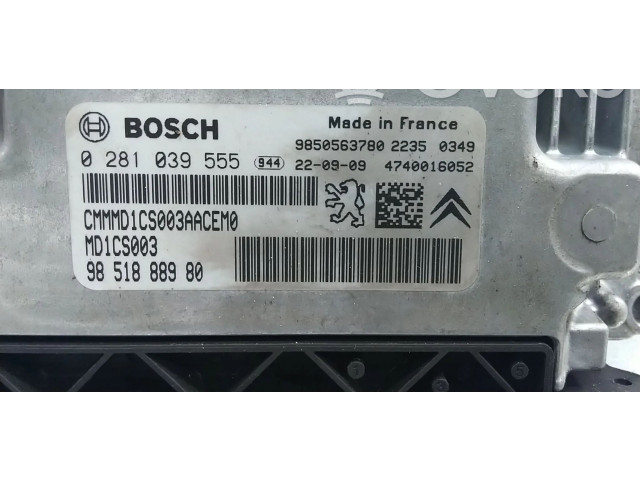 BOSCH
Made in France
9850563780 2235 0349
0 281 039 555 944 22-09-09 4740016052
CMMMD1CS003AACEM0
MD1CS003
98 518 889 80